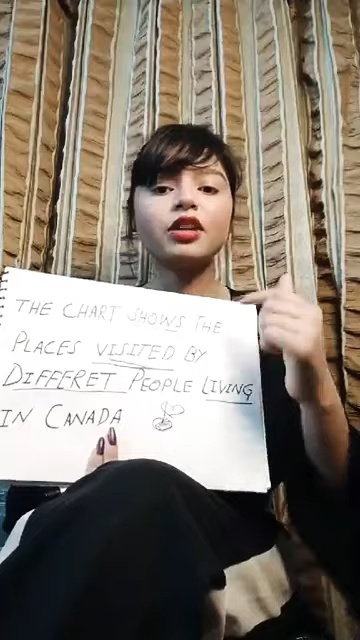 THE CHART SHOWS THE
PLACES VISITED BY
DIFFERET PEOPLE LIVING
IN CANADA